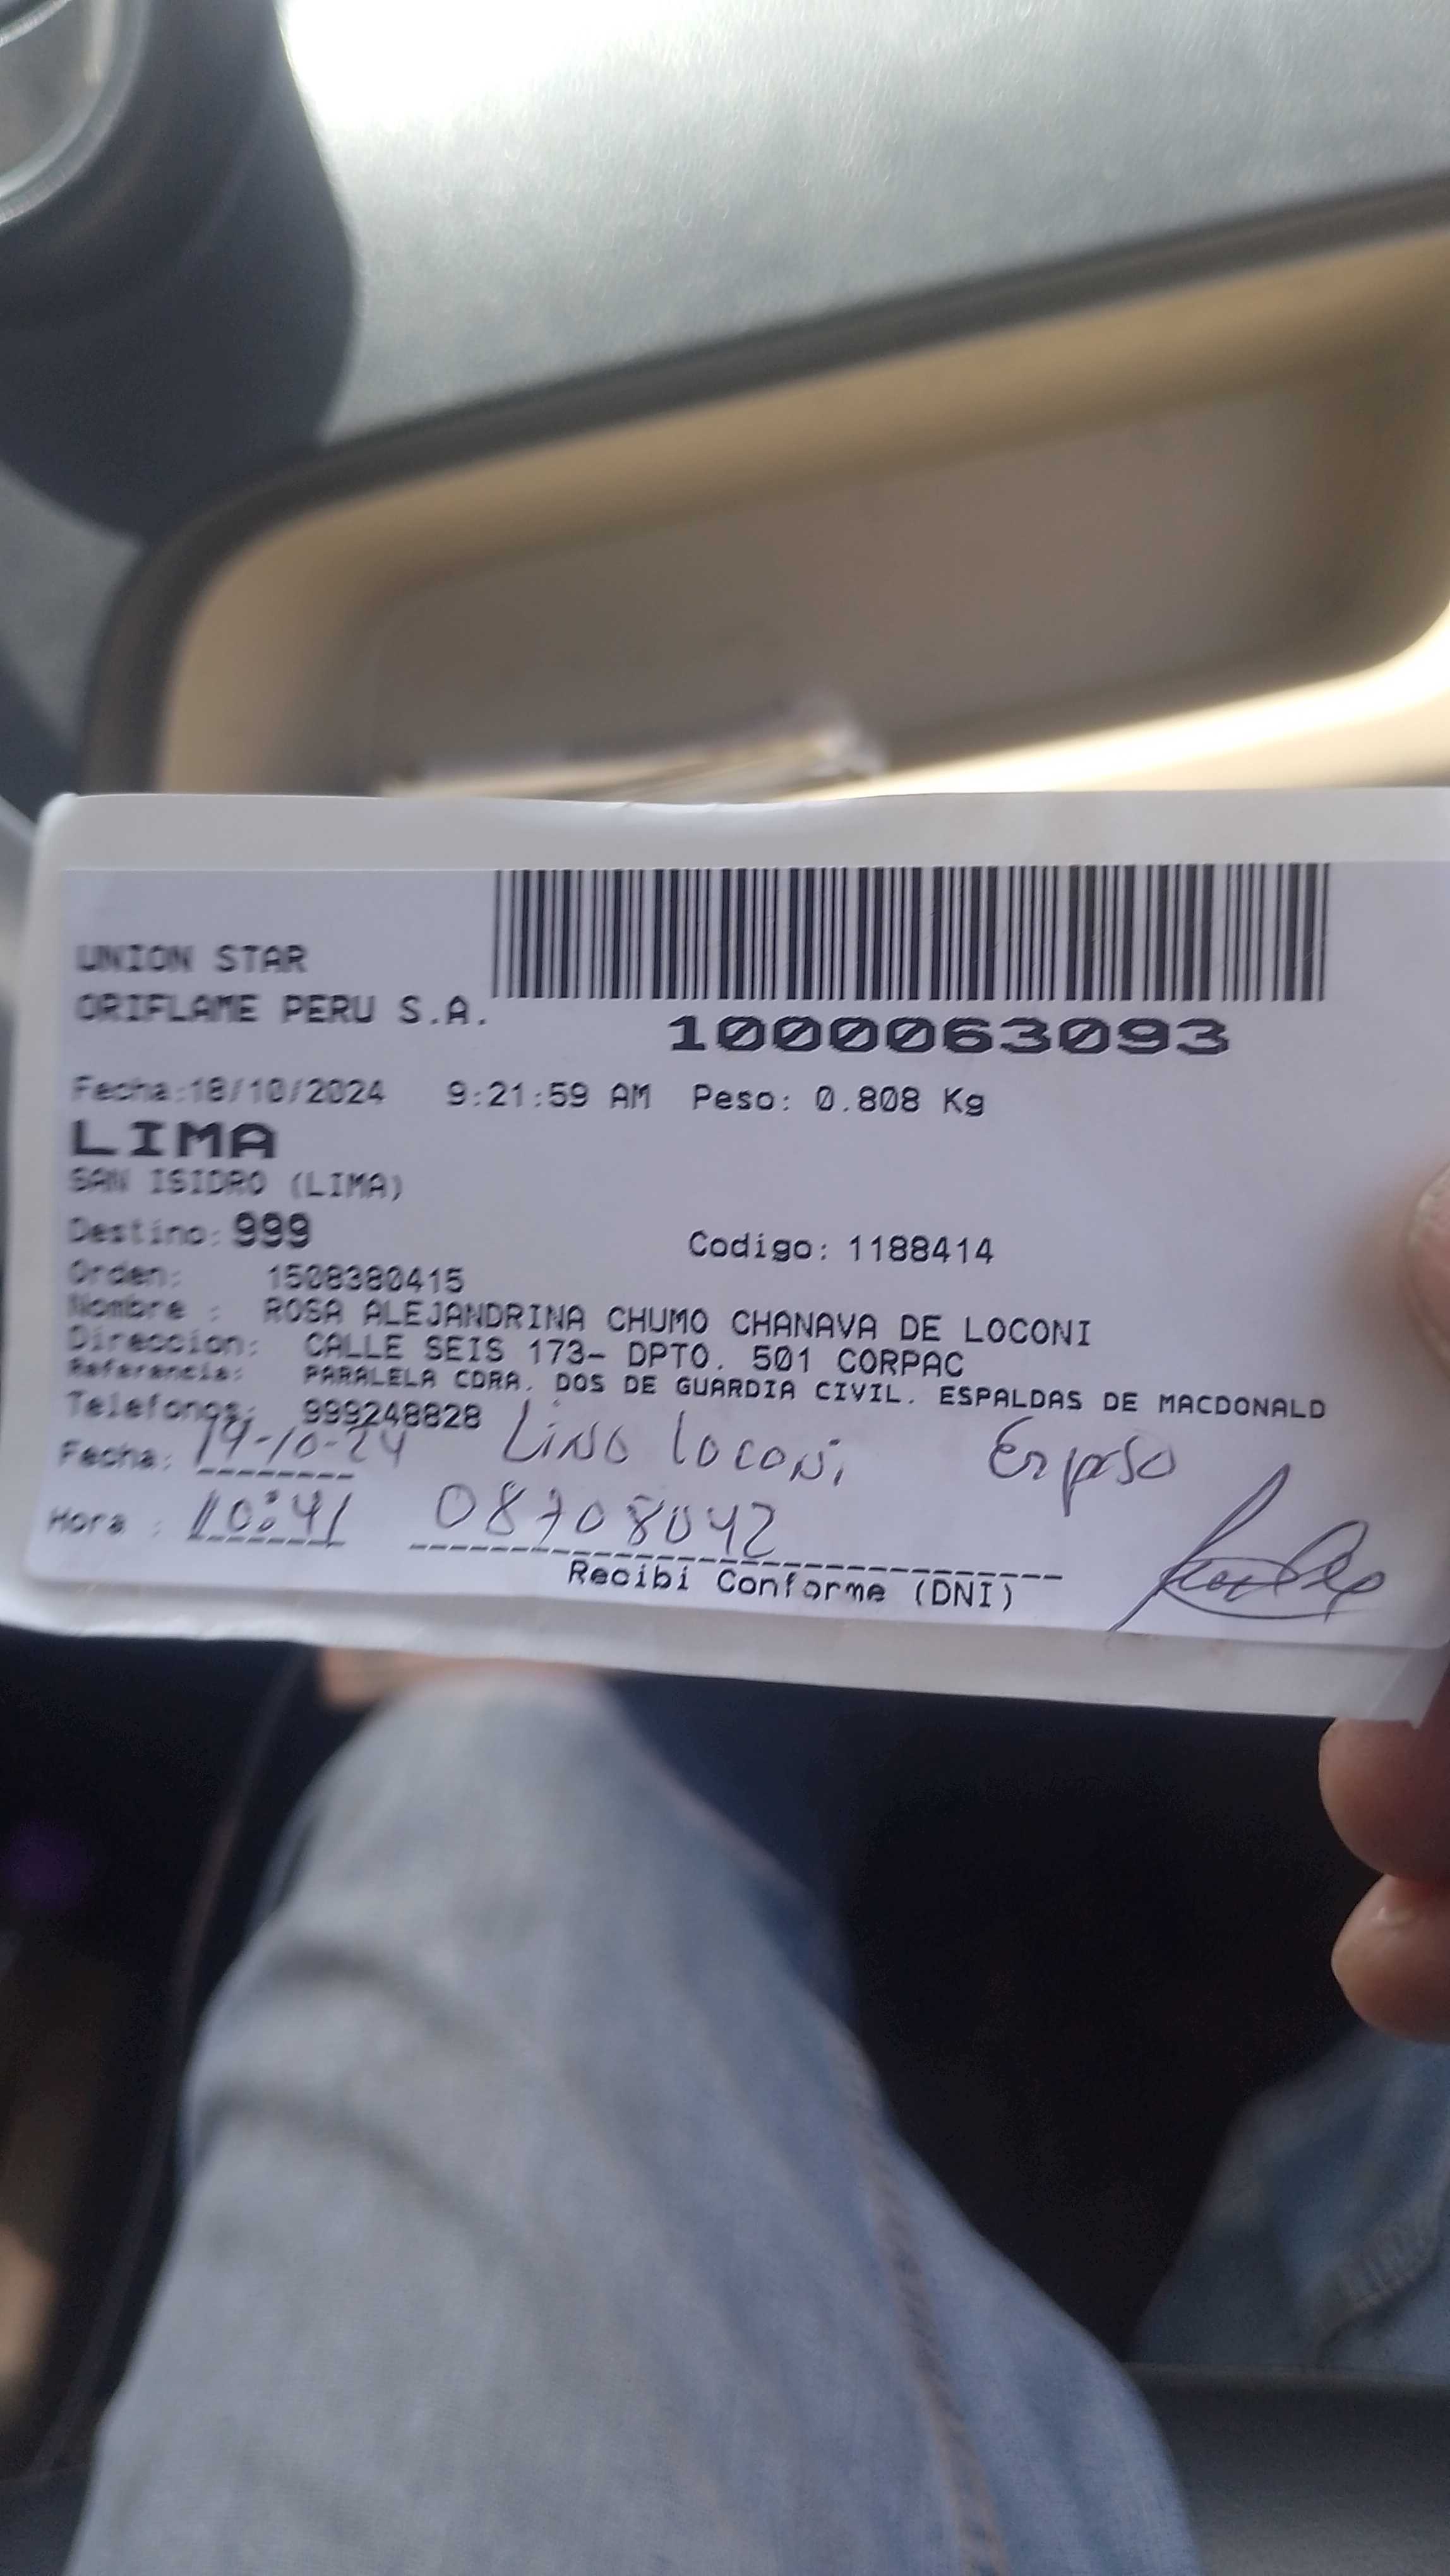 UNION STAR
ORIFLAME PERU S.A.
1000063093
Fecha:18/10/2024 9:21:59 AM Peso: 0.808 Kg
LIMA
SAN ISIDRO (LIMA)
Destino: 999 Codigo: 1188414
Orden: 1508380415
Nombre : ROSA ALEJANDRINA CHUMO CHANAVA DE LOCONI
Direccion: CALLE SEIS 173- DPTO. 501 CORPAC
Referencia: PARALELA CDRA. DOS DE GUARDIA CIVIL. ESPALDAS DE MACDONALD
Telefonos: 999248828
Fecha: 19-10-24 Lino Loconi
Hora : 10:41 08708042
Recibi Conforme (DNI)